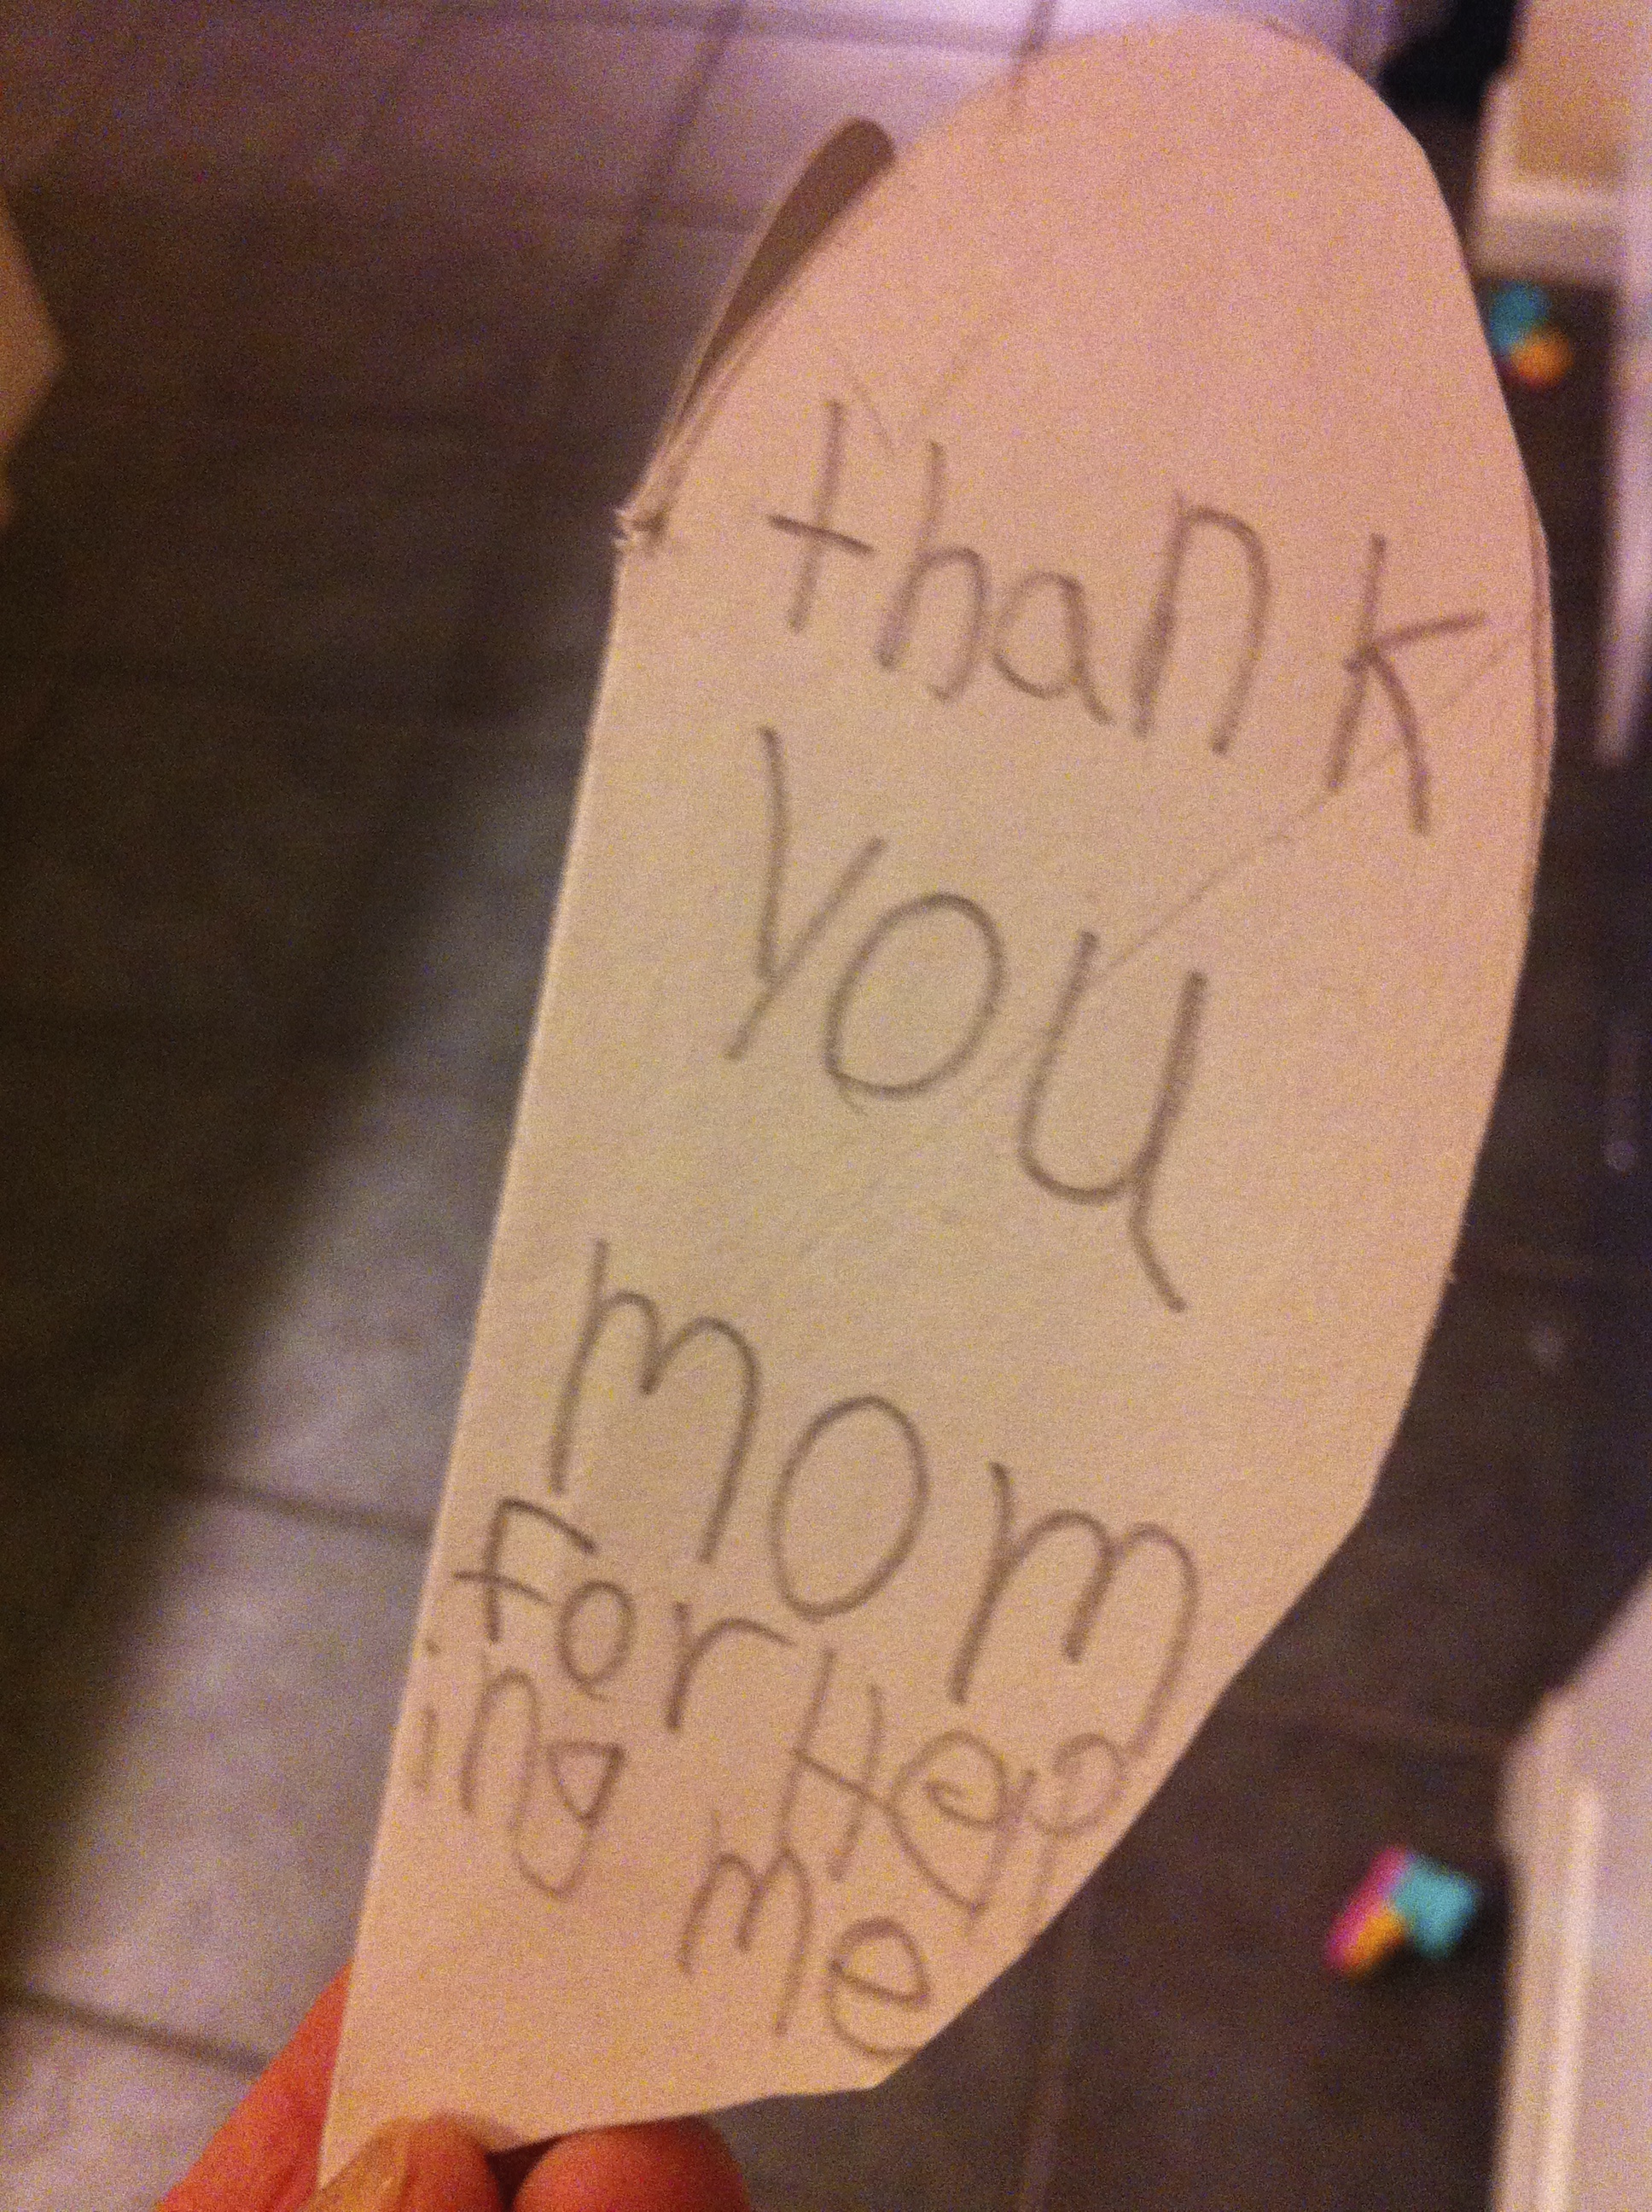 thank
you
mom
For Help
ing me